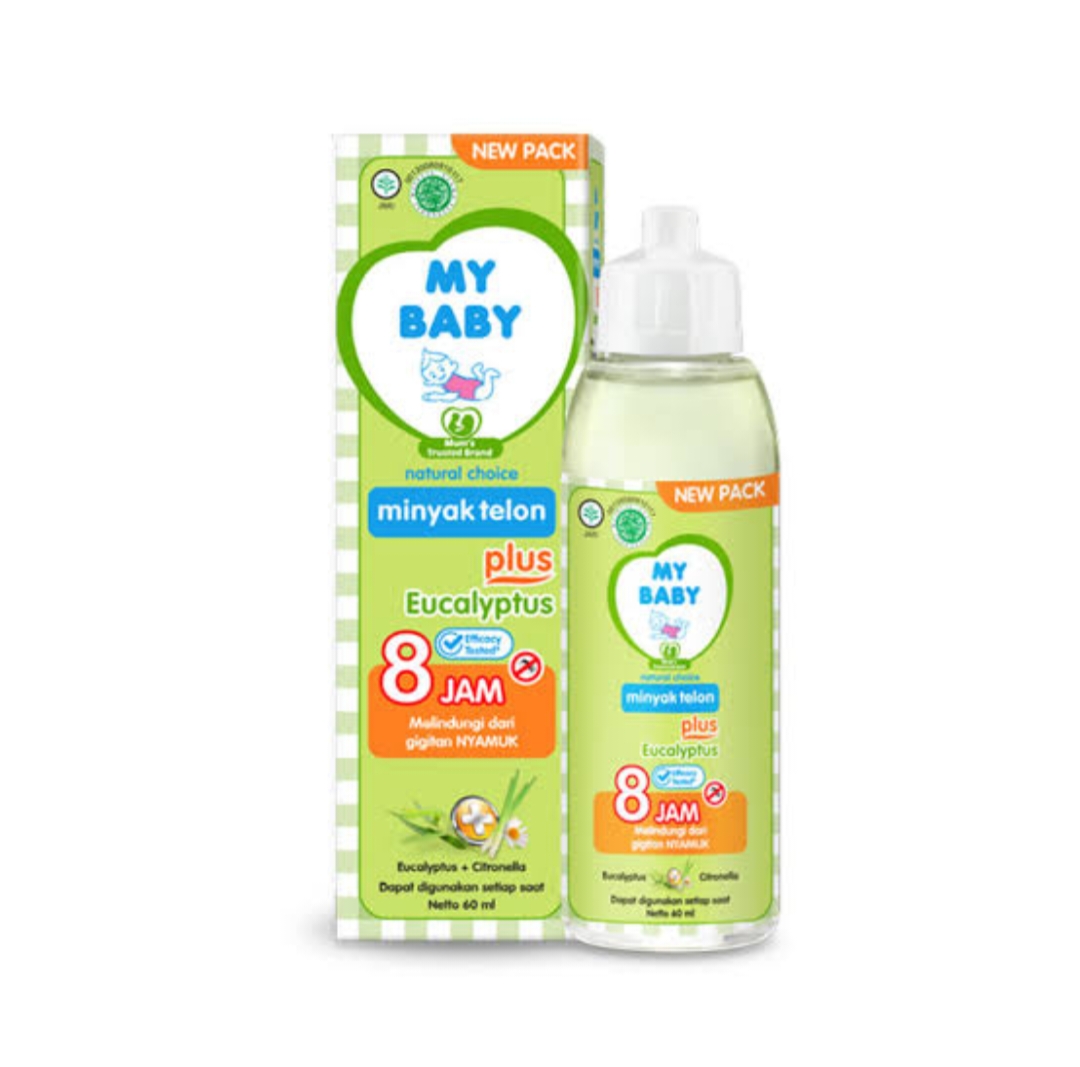 NEW PACK
MY
BABY
Mum's
Trusted Brand
natural choice
minyak telon
plus
Eucalyptus
Efficacy
Tested*
8 JAM
Melindungi dari
gigitan NYAMUK
Eucalyptus + Citronella
Dapat digunakan setiap saat
Netto 60 ml
NEW PACK
MY
BABY
natural choice
minyak telon
plus
Eucalyptus
Efficacy
Tested*
8 JAM
Melindungi dari
gigitan NYAMUK
Eucalyptus Citronella
Dapat digunakan setiap saat
Netto 60 ml